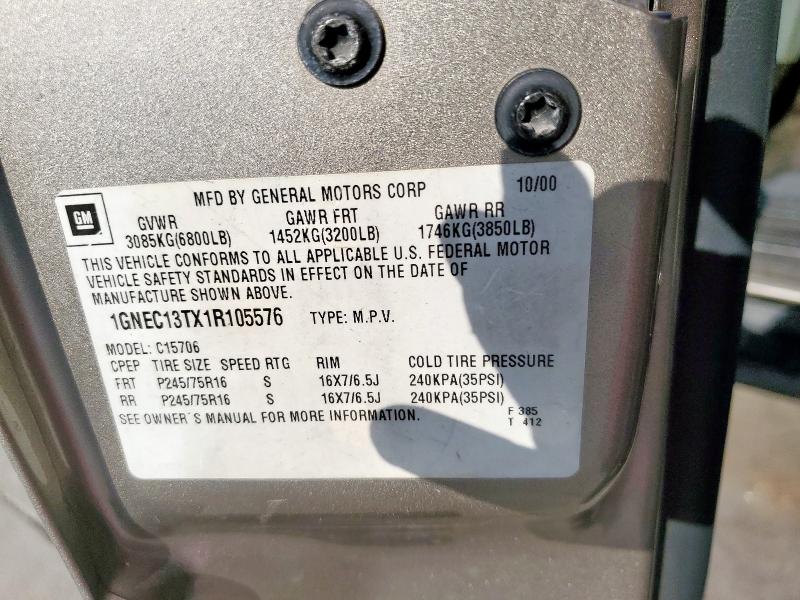 MFD BY GENERAL MOTORS CORP 10/00
GM
GVWR GAWR FRT GAWR RR
3085KG(6800LB) 1452KG(3200LB) 1746KG(3850LB)
THIS VEHICLE CONFORMS TO ALL APPLICABLE U.S. FEDERAL MOTOR
VEHICLE SAFETY STANDARDS IN EFFECT ON THE DATE OF
MANUFACTURE SHOWN ABOVE.
1GNEC13TX1R105576 TYPE: M.P.V.
MODEL: C15706
CPEP TIRE SIZE SPEED RTG RIM COLD TIRE PRESSURE
FRT P245/75R16 S 16X7/6.5J 240KPA(35PSI)
RR P245/75R16 S 16X7/6.5J 240KPA(35PSI)
SEE OWNER'S MANUAL FOR MORE INFORMATION. F 385
T 412